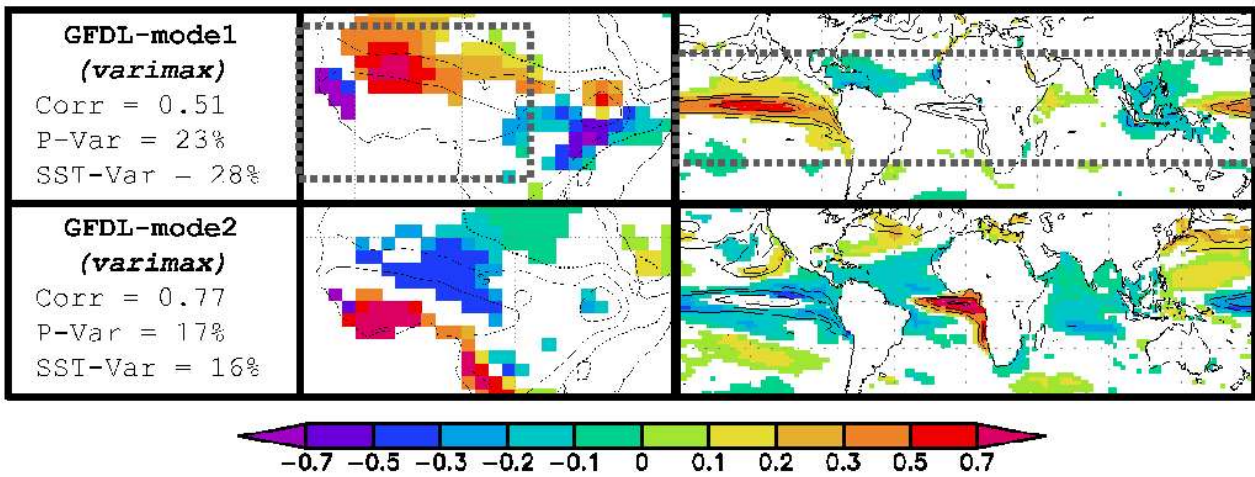 GFDL-mode1
(varimax)
Corr = 0.51
P-Var = 23%
SST-Var = 28%
GFDL-mode2
(varimax)
Corr = 0.77
P-Var = 17%
SST-Var = 16%
-0.7 -0.5 -0.3 -0.2 -0.1 0 0.1 0.2 0.3 0.5 0.7